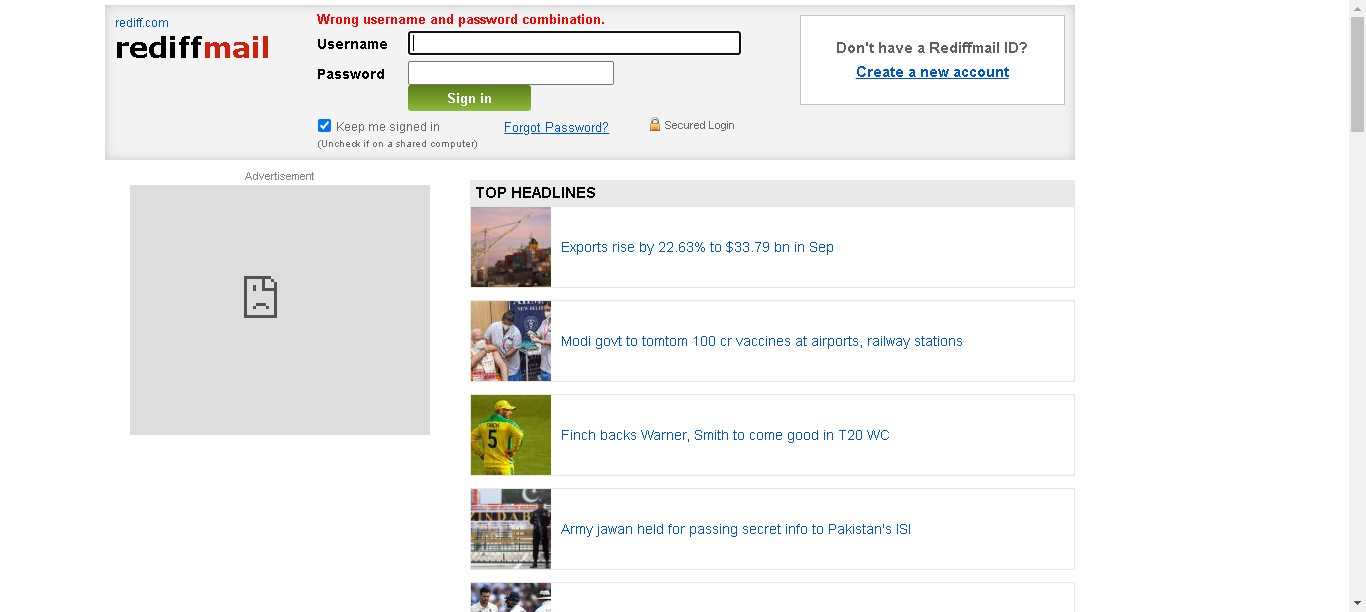 rediff.com
rediffmail
Wrong username and password combination.
Username
Password
Sign in
Keep me signed in
(Uncheck if on a shared computer)
Forgot Password?
Secured Login
Don't have a Rediffmail ID?
Create a new account
Advertisement
TOP HEADLINES
Exports rise by 22.63% to $33.79 bn in Sep
NEW DELHI
Modi govt to tomtom 100 cr vaccines at airports, railway stations
FINCH
5
Finch backs Warner, Smith to come good in T20 WC
Army jawan held for passing secret info to Pakistan's ISI